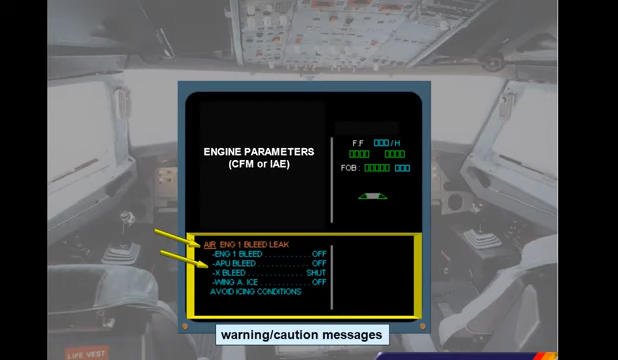 ENGINE PARAMETERS
(CFM or IAE)
F.F /H
FOB :
AIR ENG 1 BLEED LEAK
-ENG 1 BLEED . . . . . . . . . . . OFF
-APU BLEED . . . . . . . . . . . . . OFF
-X BLEED . . . . . . . . . . . . . . SHUT
-WING A. ICE . . . . . . . . . . . . OFF
AVOID ICING CONDITIONS
warning/caution messages
LIFE VEST